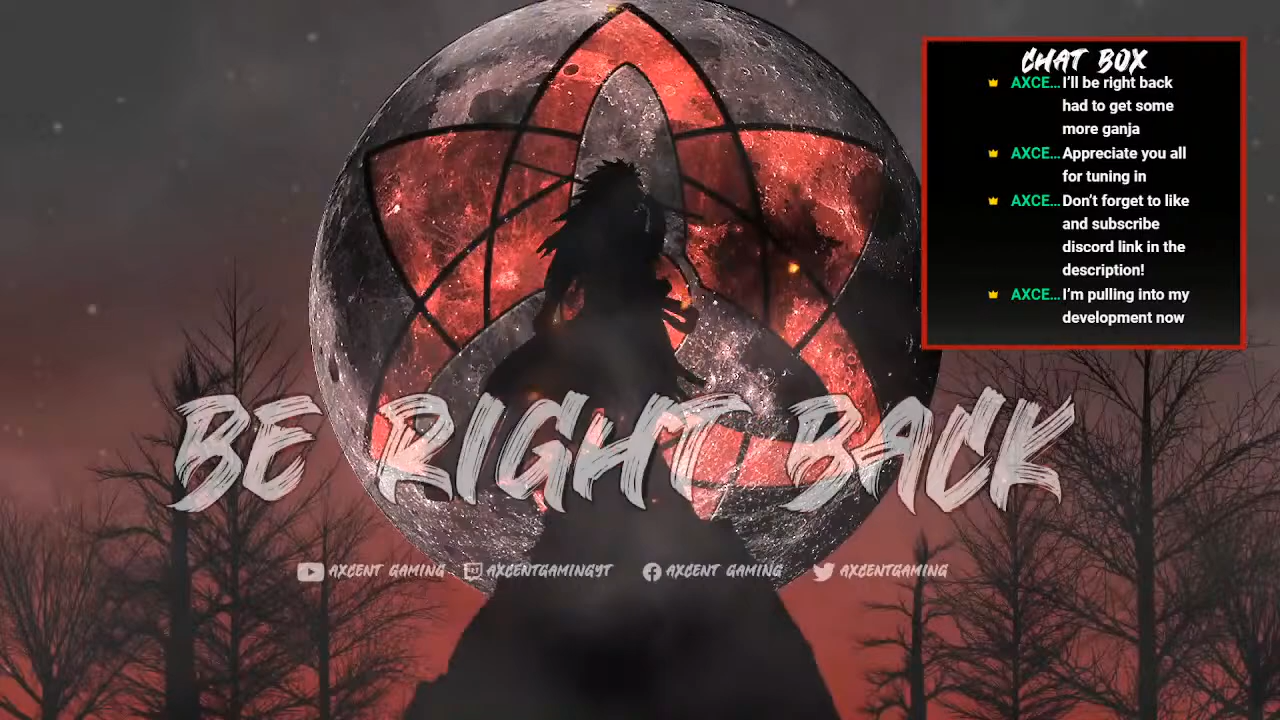 CHAT BOX
AXCE... I'll be right back
had to get some
more ganja
AXCE... Appreciate you all
for tuning in
AXCE... Don't forget to like
and subscribe
discord link in the
description!
AXCE... I'm pulling into my
development now
BE RIGHT BACK
AXCENT GAMING AXCENTGAMINGYT AXCENT GAMING AXCENTGAMING